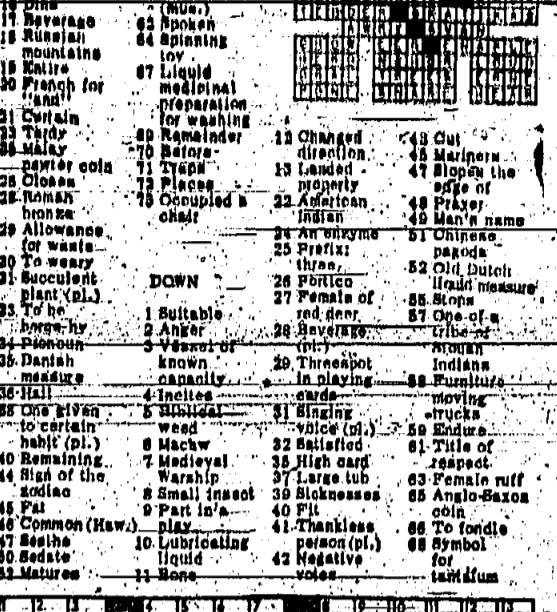 16 Dine
17 Beverage
18 Russian
mountains
19 Entire
20 French for
"and"
21 Curtain
23 Tardy
Malay
pewter coin
26 Closes
28 Roman
bronze
29 Allowance
for waste
30 To weary
31 Succulent
plant (pl.)
33 To be
34 Pronoun
35 Danish
measure
36 Hail
38 One given
to certain
habit (pl.)
40 Remaining
44 Sign of the
zodiac
45 Fat
46 Common (Haw.)
47 Seethe
50 Sedate
52 Matures
(mus.)
62 Spoken
64 Spinning
toy
67 Liquid
medicinal
preparation
for washing
69 Remainder
70 Before
71 Traps
72 Places
73 Occupied a
chair
DOWN
1 Suitable
2 Anger
3 Vessel of
known
capacity
4 Incites
5 Biblical
weed
6 Machw
7 Medieval
Warship
8 Small insect
9 Part in a
play
10 Lubricating
liquid
11 Bone
12 Changed
direction
13 Landed
property
22 American
Indian
24 An enzyme
25 Prefix:
three
26 Portico
27 Female of
red deer
28 Beverage
(pl.)
29 Threespot
in playing
cards
31 Singing
voice (pl.)
32 Satisfied
35 High card
37 Large tub
39 Sicknesses
40 Fit
41 Thankless
person (pl.)
42 Negative
votes
43 Cut
45 Mariners
47 Slopes the
edge of
48 Prayer
49 Man's name
51 Chinese
pagoda
52 Old Dutch
liquid measure
55 Stops
57 One of a
tribe of
Siouan
Indians
58 Furniture
moving
trucks
59 Endure
61 Title of
respect
63 Female ruff
65 Anglo-Saxon
coin
66 To fondle
68 Symbol
for
tantalum